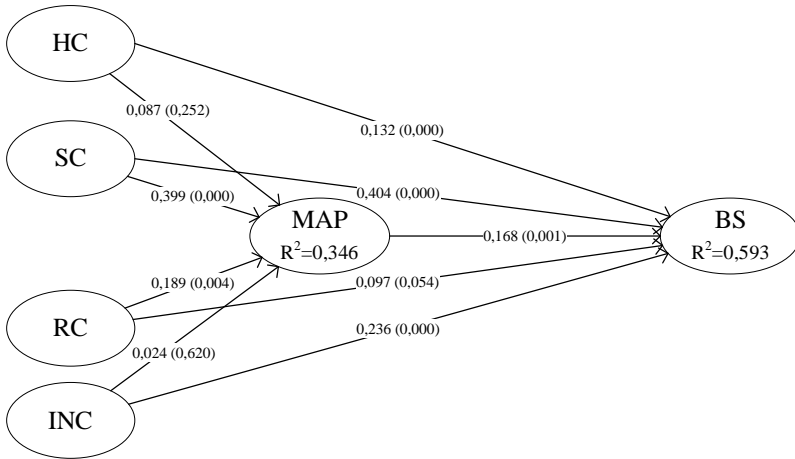 HC
0,087 (0,252)
0,132 (0,000)
SC
0,399 (0,000)
0,404 (0,000)
MAP
R²=0,346
BS
R²=0,593
0,168 (0,001)
0,189 (0,004)
0,097 (0,054)
RC
0,236 (0,000)
0,024 (0,620)
INC